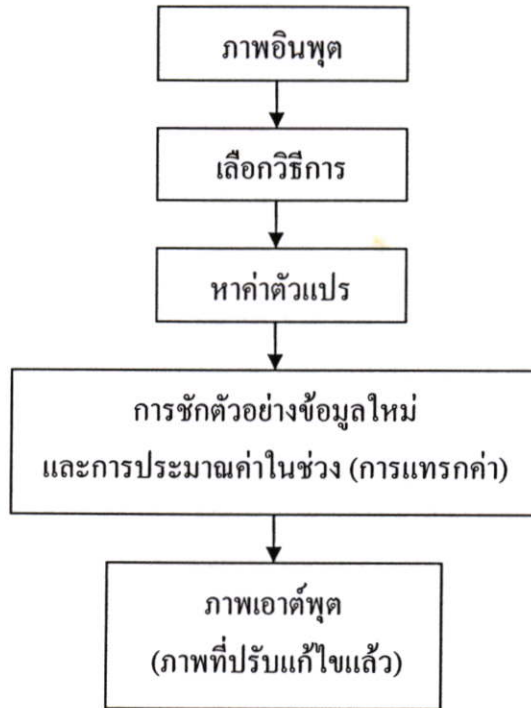 ภาพอินพุต
เลือกวิธีการ
หาค่าตัวแปร
การชักตัวอย่างข้อมูลใหม่
และการประมาณค่าในช่วง (การแทรกค่า)
ภาพเอาต์พุต
(ภาพที่ปรับแก้ไขแล้ว)